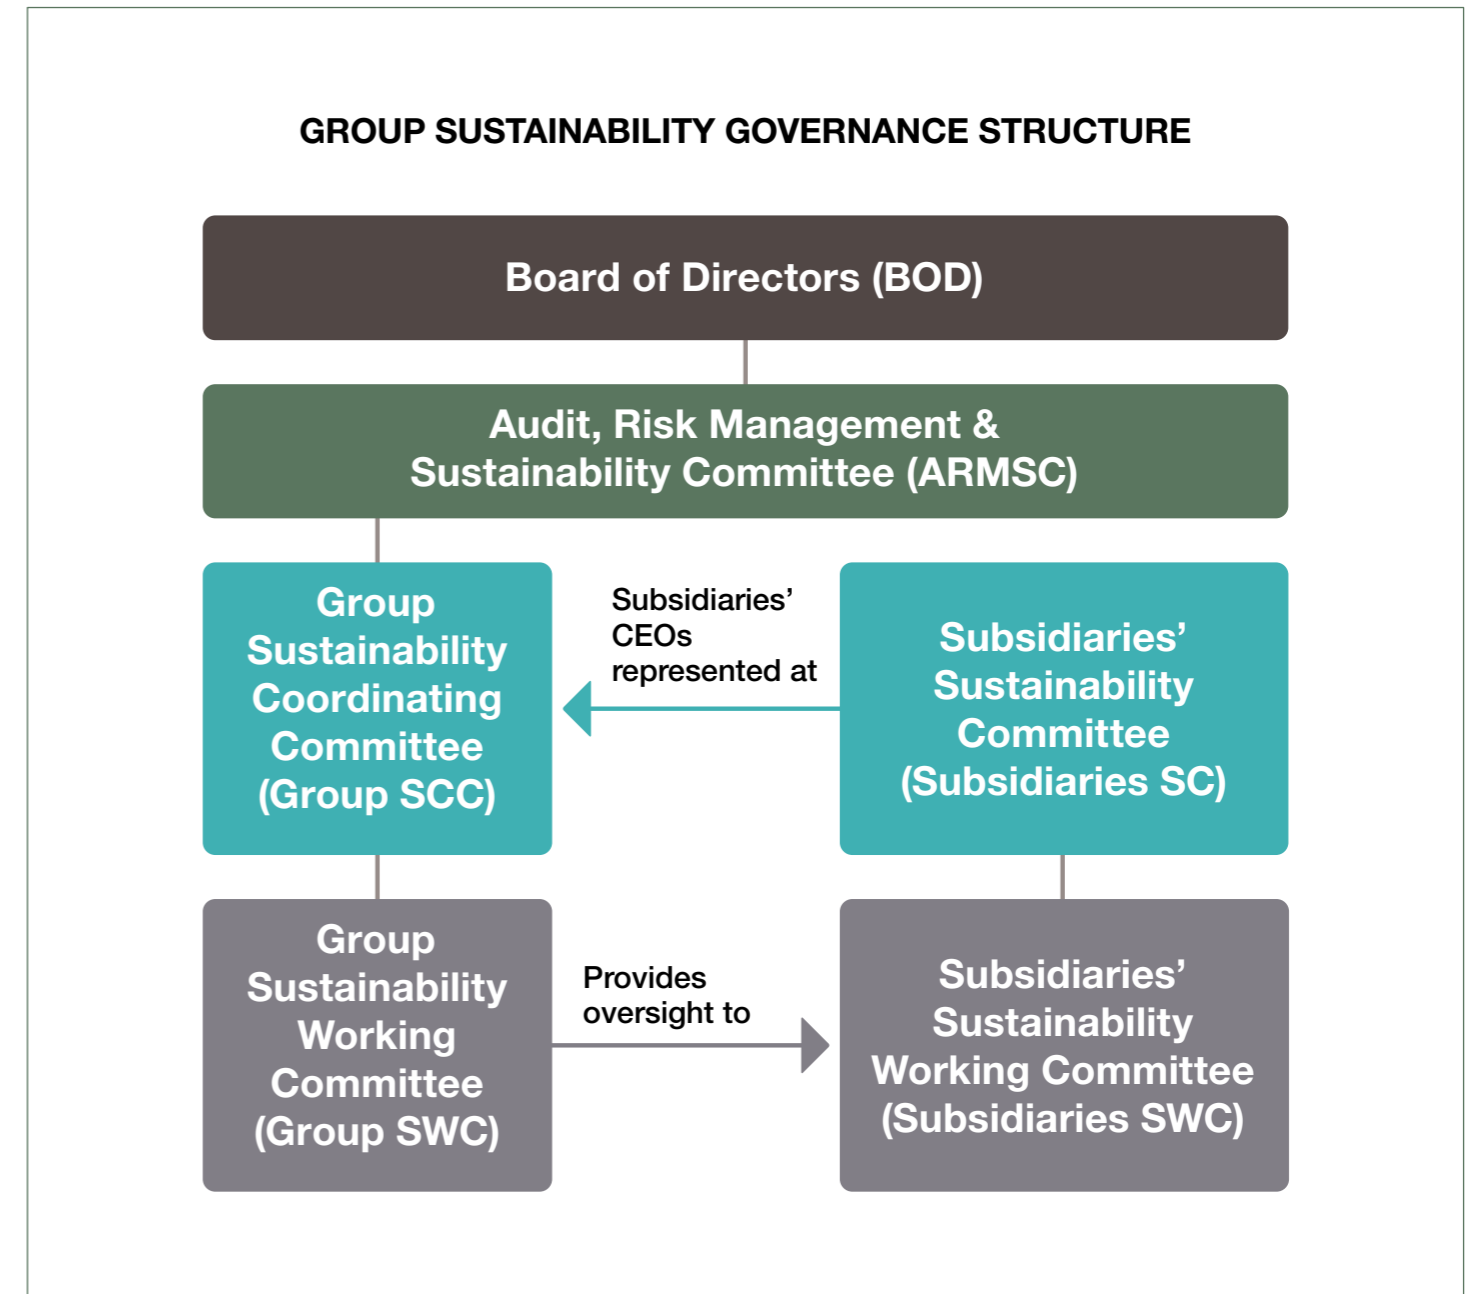 GROUP SUSTAINABILITY GOVERNANCE STRUCTURE
Board of Directors (BOD)
Audit, Risk Management &
Sustainability Committee (ARMSC)
Group
Sustainability
Coordinating
Committee
(Group SCC)
Subsidiaries’
CEOs
represented at
Subsidiaries’
Sustainability
Committee
(Subsidiaries SC)
Group
Sustainability
Working
Committee
(Group SWC)
Provides
oversight to
Subsidiaries’
Sustainability
Working Committee
(Subsidiaries SWC)